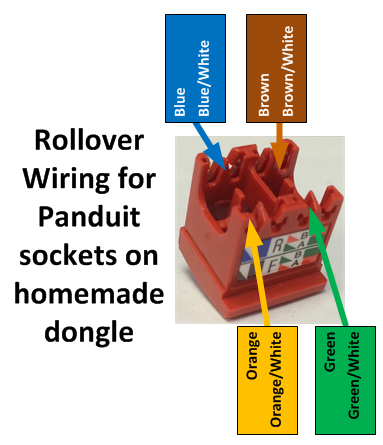 Blue
Blue/White
Brown
Brown/White
Rollover
Wiring for
Panduit
sockets on
homemade
dongle
R B
A
F B
A
Orange
Orange/White
Green
Green/White